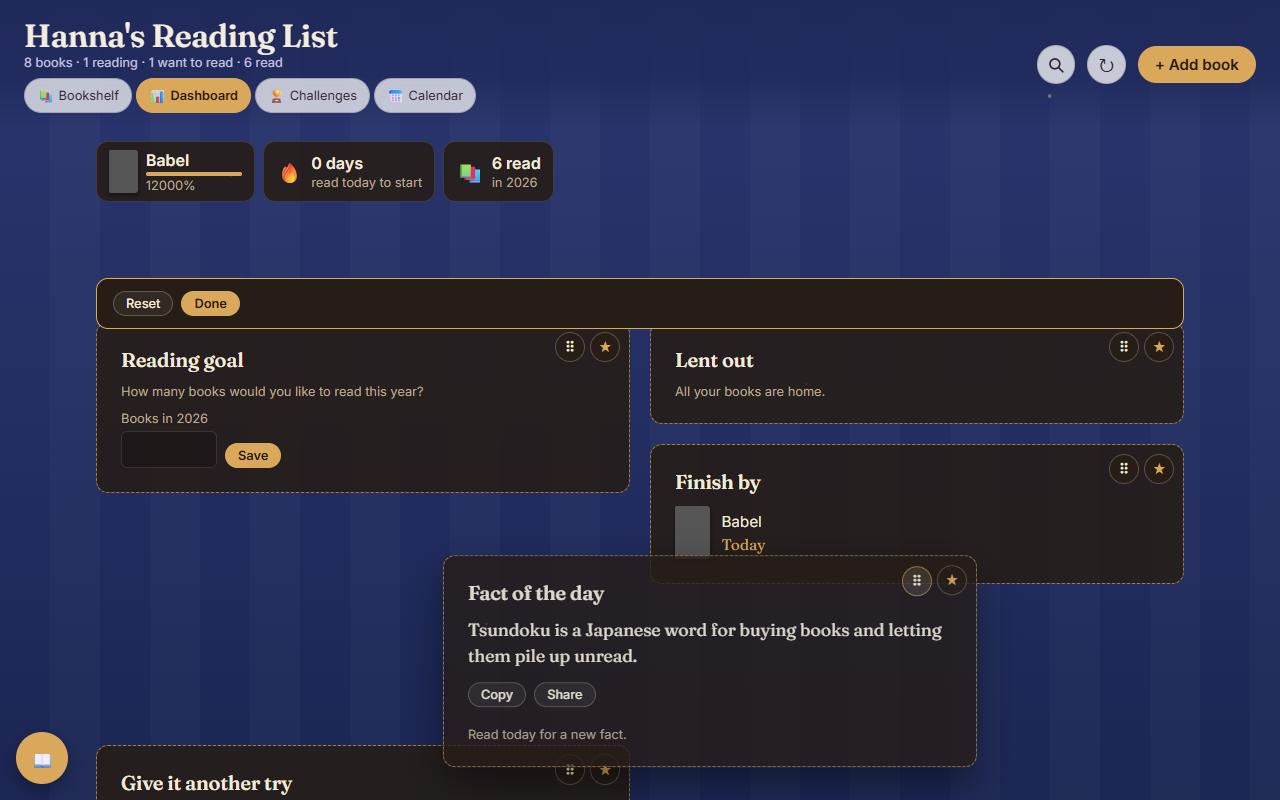 Hanna's Reading List
8 books · 1 reading · 1 want to read · 6 read
Bookshelf
Dashboard
Challenges
Calendar
+ Add book
Babel
12000%
0 days
read today to start
6 read
in 2026
Reset
Done
Reading goal
How many books would you like to read this year?
Books in 2026
Save
Lent out
All your books are home.
Finish by
Babel
Today
Fact of the day
Tsundoku is a Japanese word for buying books and letting
them pile up unread.
Copy
Share
Read today for a new fact.
Give it another try